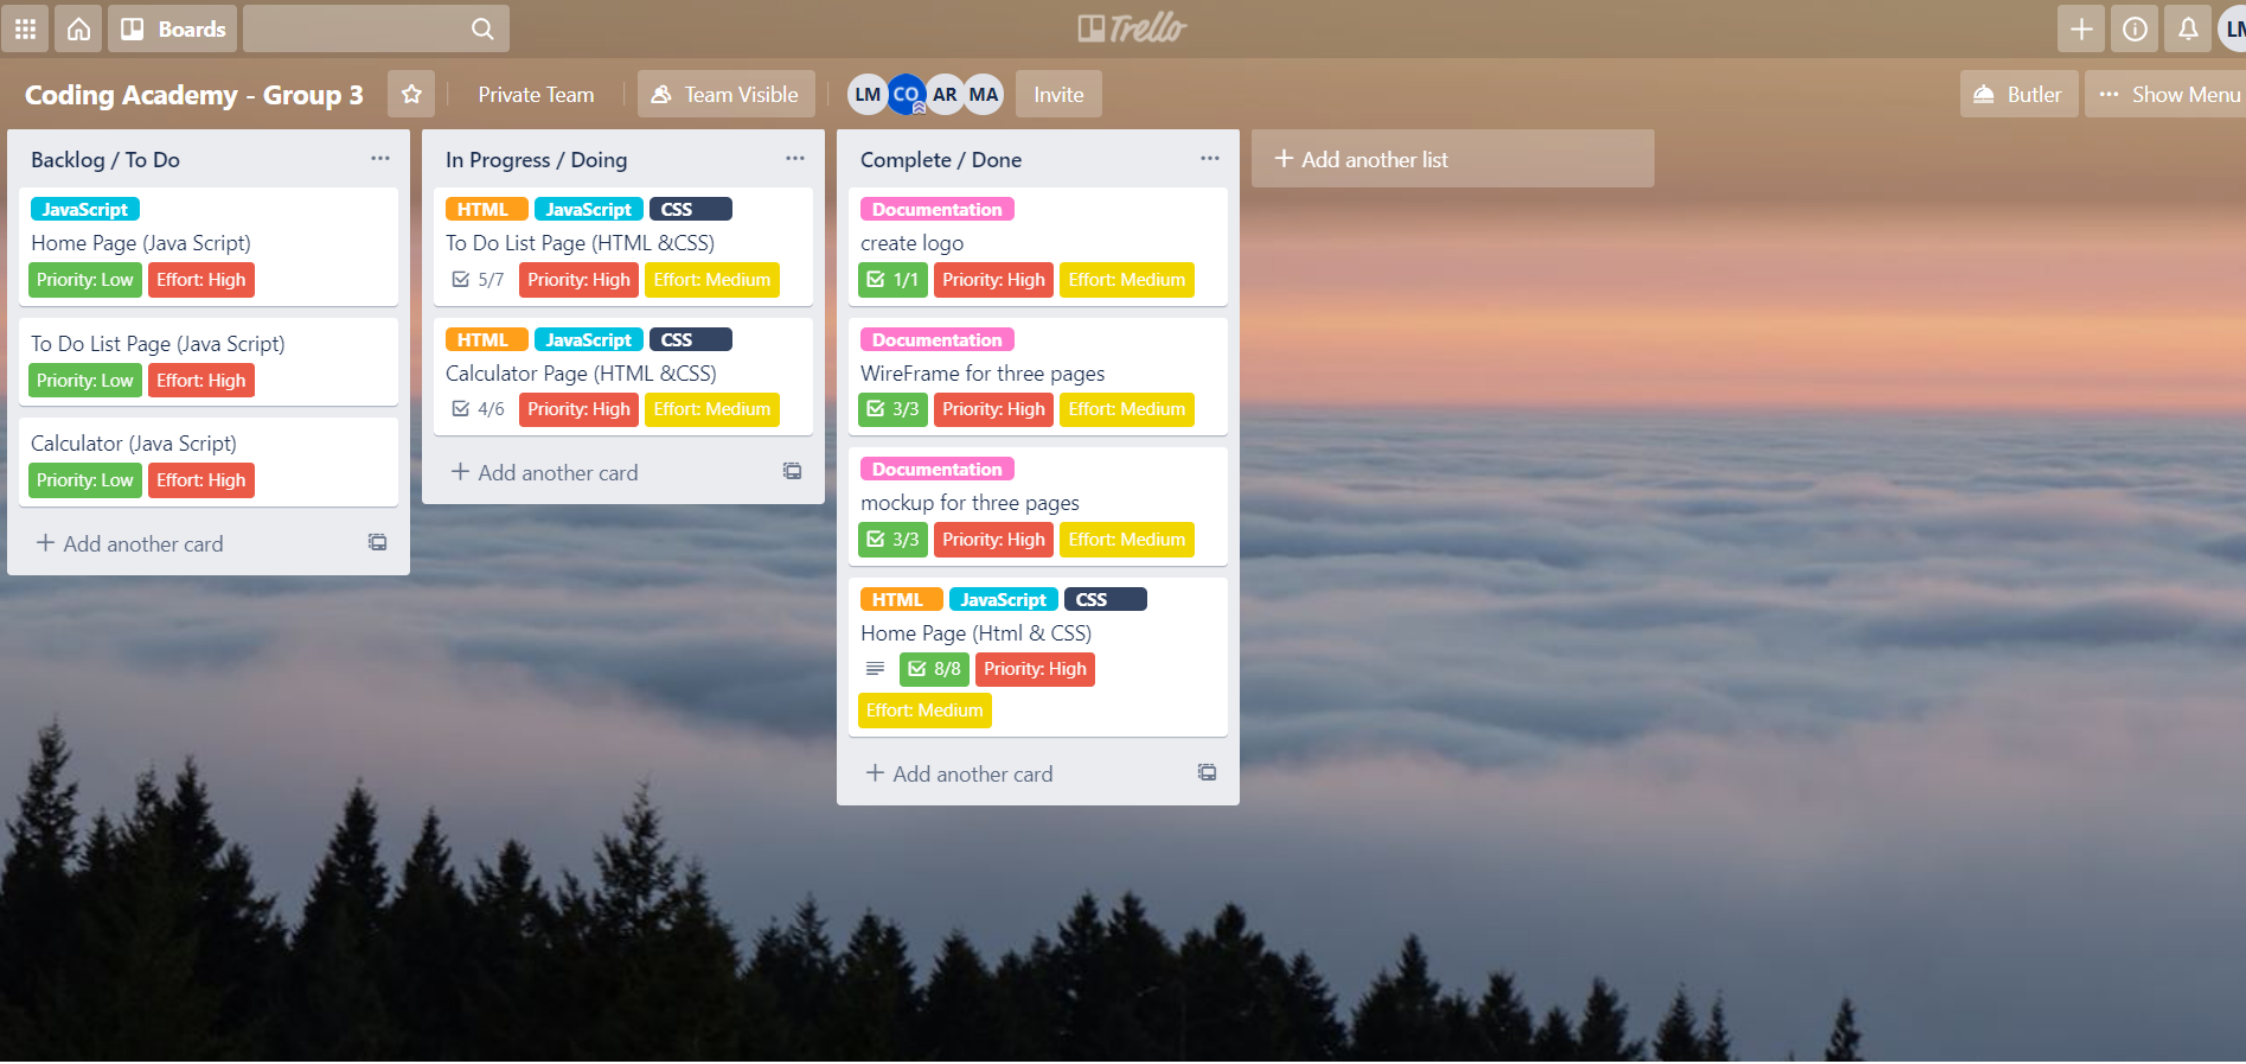 Boards
Trello
LM
Coding Academy - Group 3
Private Team
Team Visible
LM CO AR MA
Invite
Butler
··· Show Menu
Backlog / To Do ···
JavaScript
Home Page (Java Script)
Priority: Low Effort: High
To Do List Page (Java Script)
Priority: Low Effort: High
Calculator (Java Script)
Priority: Low Effort: High
+ Add another card
In Progress / Doing ···
HTML JavaScript CSS
To Do List Page (HTML &CSS)
5/7 Priority: High Effort: Medium
HTML JavaScript CSS
Calculator Page (HTML &CSS)
4/6 Priority: High Effort: Medium
+ Add another card
Complete / Done ···
Documentation
create logo
1/1 Priority: High Effort: Medium
Documentation
WireFrame for three pages
3/3 Priority: High Effort: Medium
Documentation
mockup for three pages
3/3 Priority: High Effort: Medium
HTML JavaScript CSS
Home Page (Html & CSS)
8/8 Priority: High
Effort: Medium
+ Add another card
+ Add another list